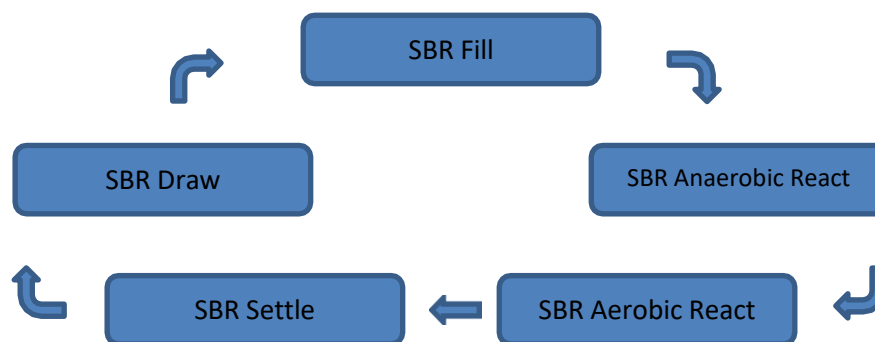 SBR Fill
SBR Draw
SBR Anaerobic React
SBR Settle
SBR Aerobic React